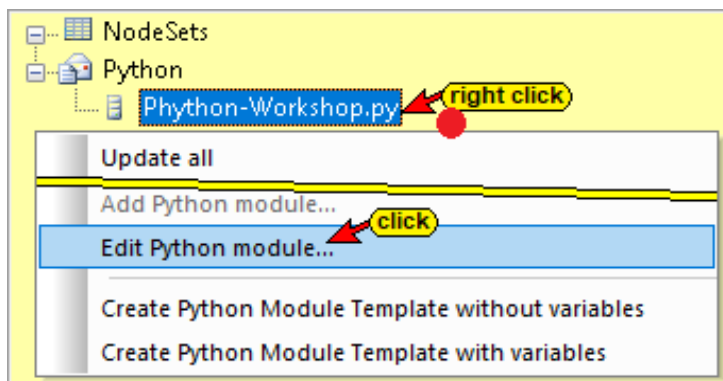 NodeSets
Python
Phython-Workshop.py right click
Update all
Add Python module...
click
Edit Python module...
Create Python Module Template without variables
Create Python Module Template with variables